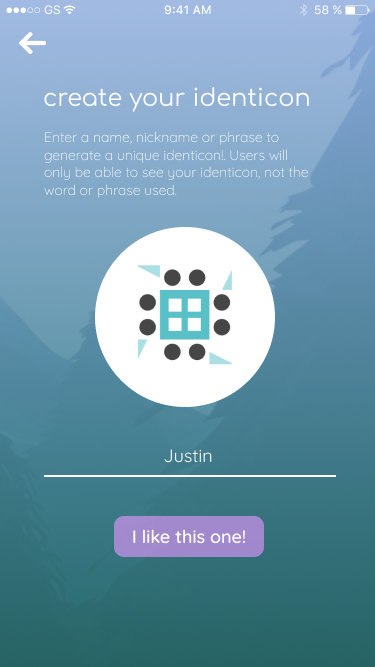 GS 9:41 AM 58 %
create your identicon
Enter a name, nickname or phrase to
generate a unique identicon!. Users will
only be able to see your identicon, not the
word or phrase used.
Justin
I like this one!